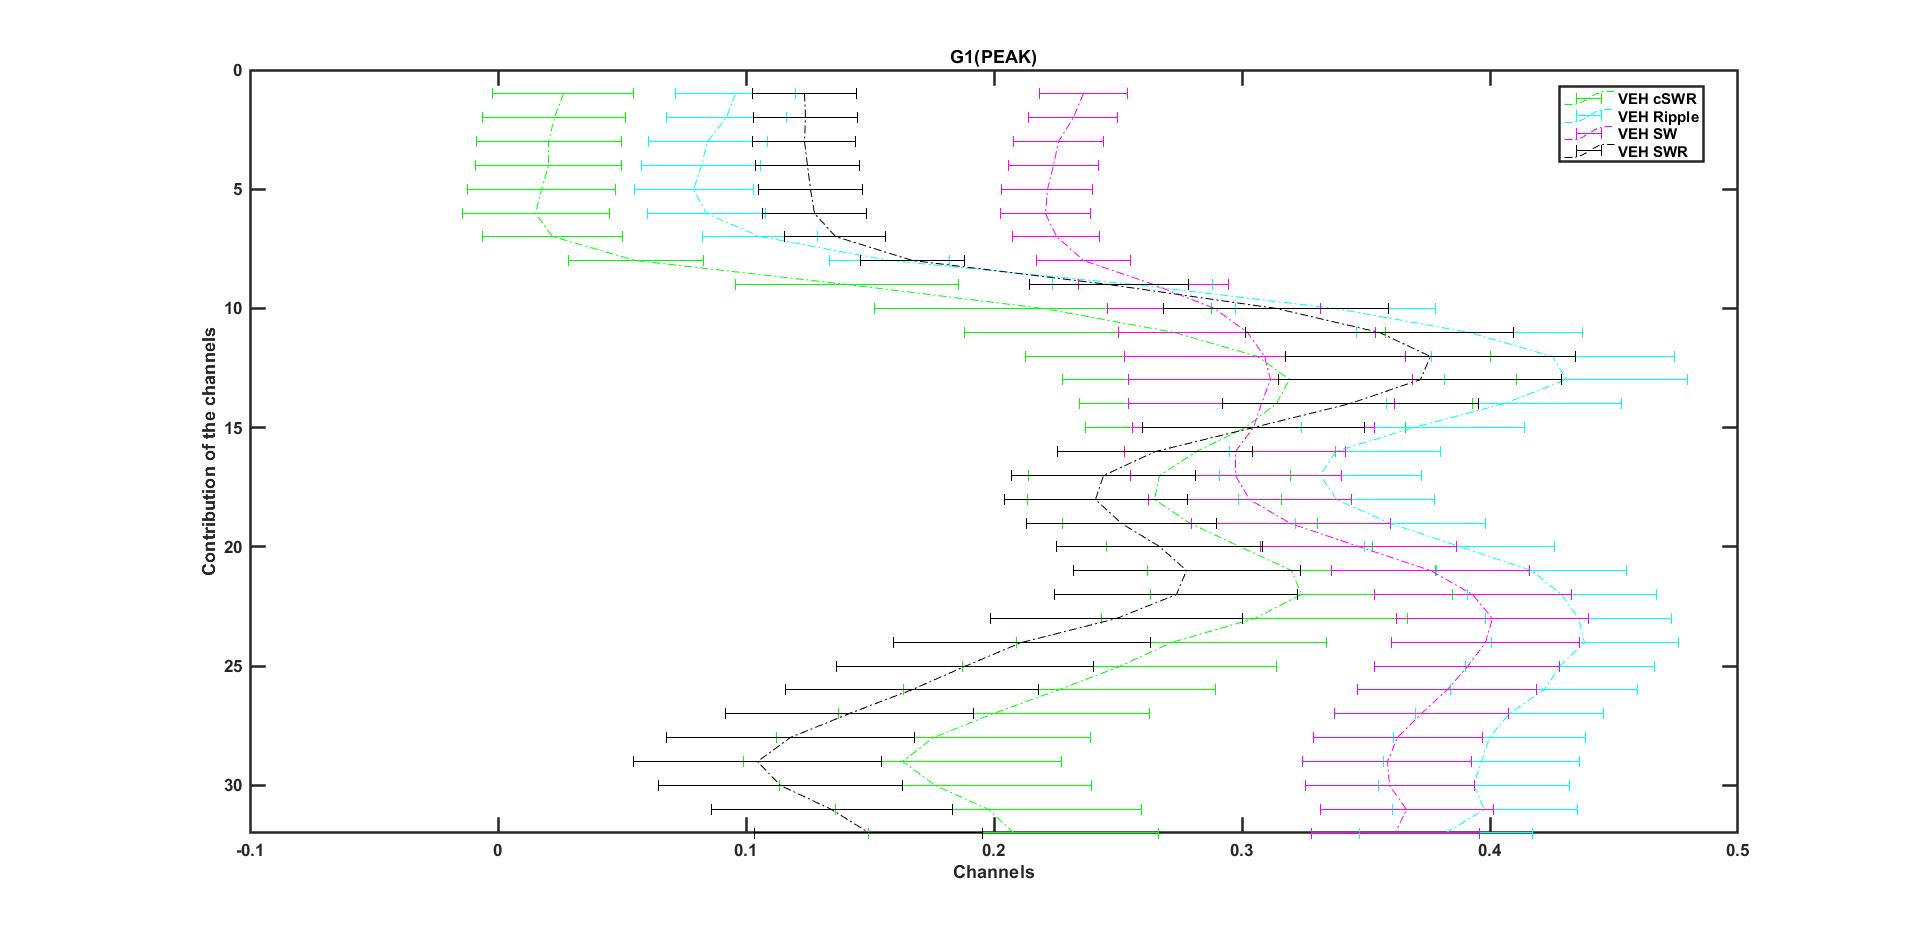 G1(PEAK)
VEH cSWR
VEH Ripple
VEH SW
VEH SWR
Contribution of the channels
0
5
10
15
20
25
30
-0.1 0 0.1 0.2 0.3 0.4 0.5
Channels